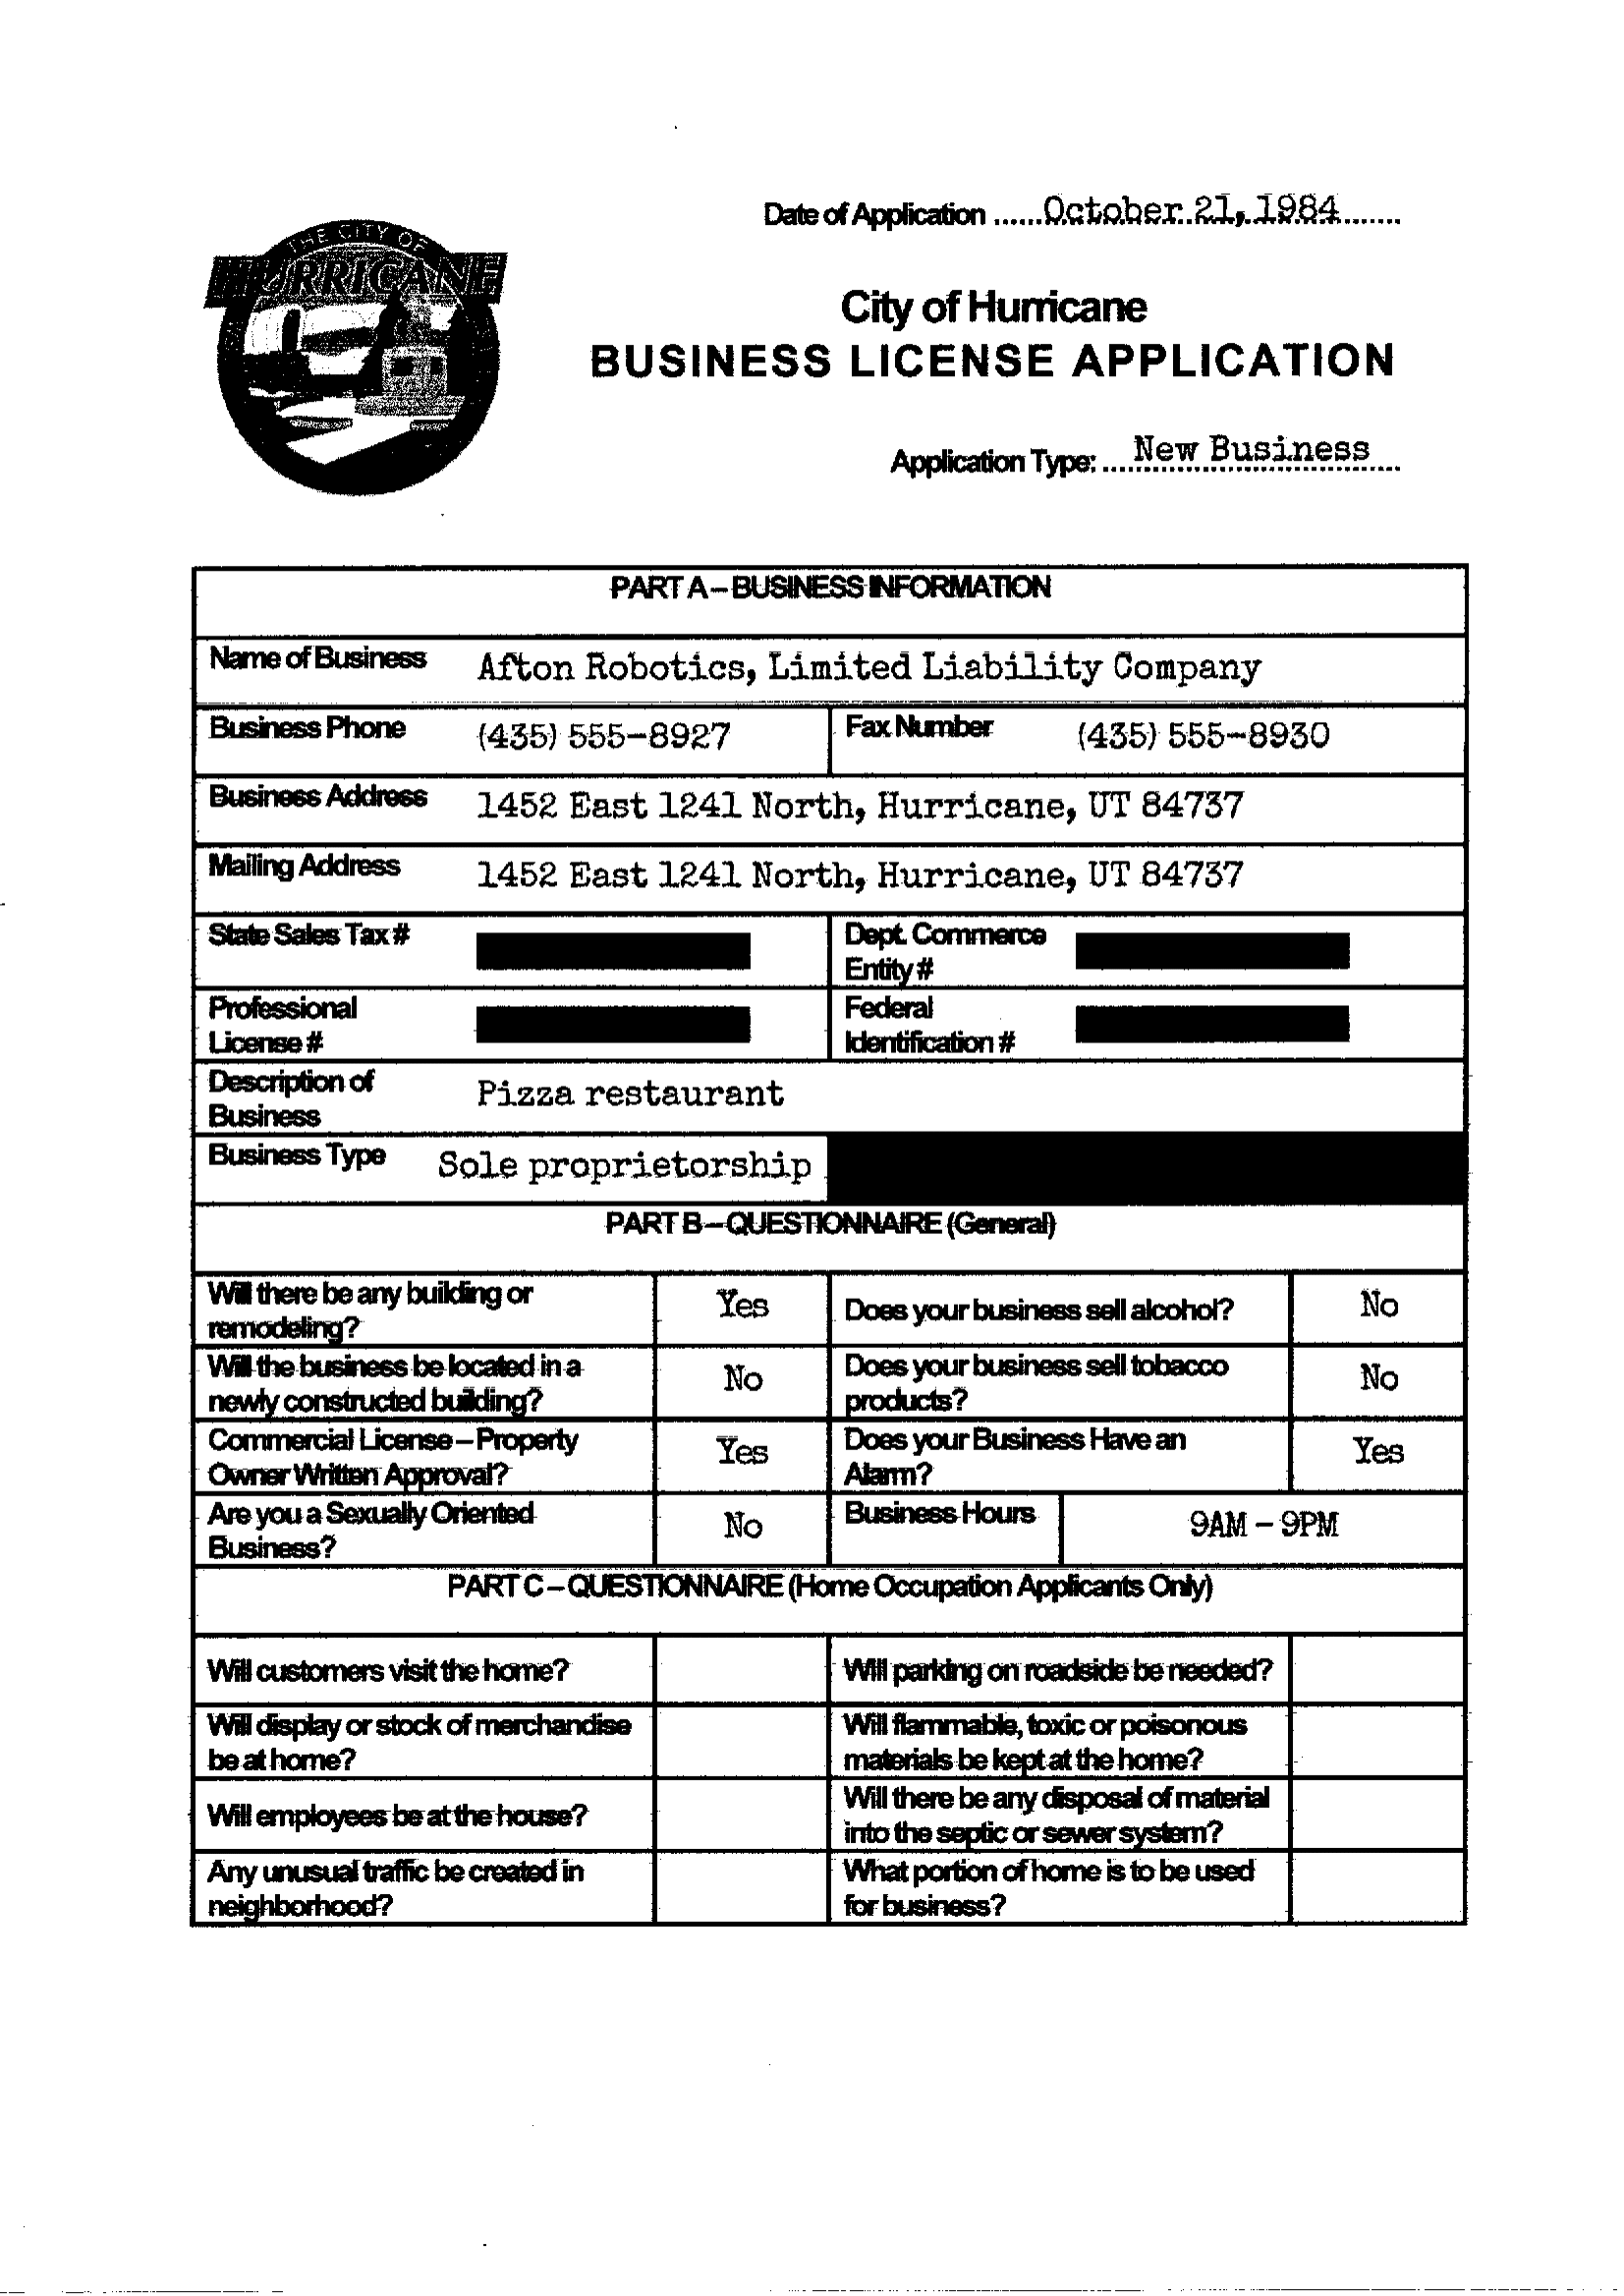 Date of Application ......October 21, 1984.......
THE CITY OF
HURRICANE
City of Hurricane
BUSINESS LICENSE APPLICATION
Application Type: ....New Business
PART A – BUSINESS INFORMATION
Name of Business Afton Robotics, Limited Liability Company
Business Phone (435) 555-8927 Fax Number (435) 555-8930
Business Address 1452 East 1241 North, Hurricane, UT 84737
Mailing Address 1452 East 1241 North, Hurricane, UT 84737
State Sales Tax # Dept. Commerce
Entity #
Professional Federal
License # Identification #
Description of
Business Pizza restaurant
Business Type Sole proprietorship
PART B – QUESTIONNAIRE (General)
Will there be any building or
remodeling? Yes
Does your business sell alcohol? No
Will the business be located in a
newly constructed building? No
Does your business sell tobacco
products? No
Commercial License – Property
Owner Written Approval? Yes
Does your Business Have an
Alarm? Yes
Are you a Sexually Oriented
Business? No
Business Hours 9AM – 9PM
PART C – QUESTIONNAIRE (Home Occupation Applicants Only)
Will customers visit the home? Will parking on roadside be needed?
Will display or stock of merchandise
be at home?
Will flammable, toxic or poisonous
materials be kept at the home?
Will employees be at the house?
Will there be any disposal of material
into the septic or sewer system?
Any unusual traffic be created in
neighborhood?
What portion of home is to be used
for business?